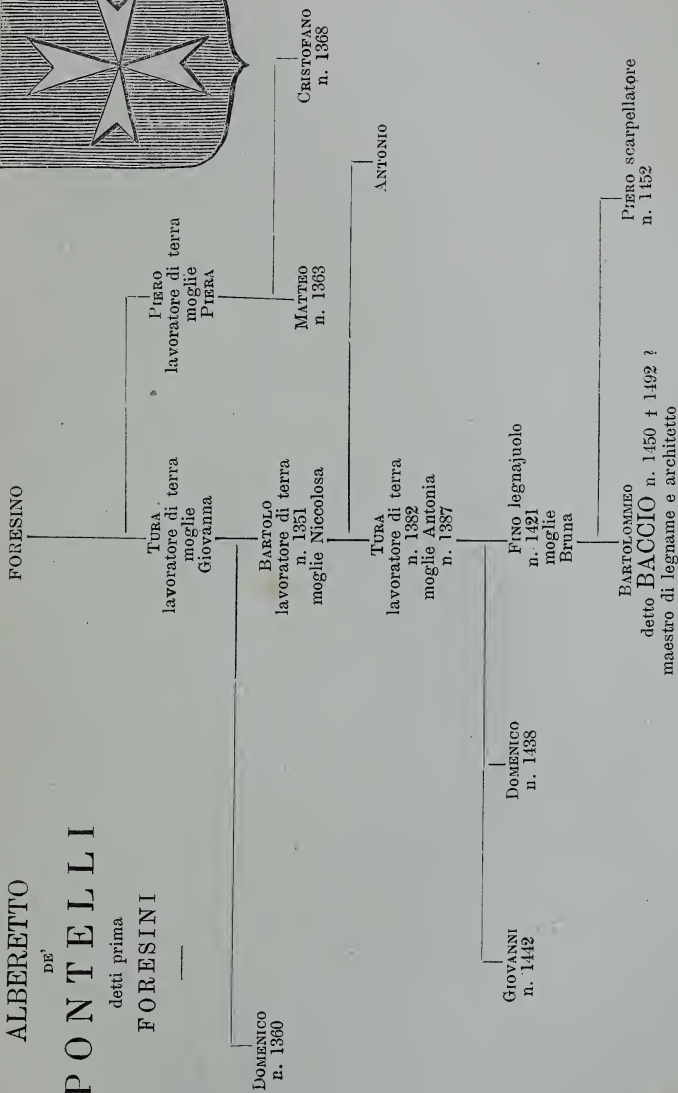 ALBERETTO
DE'
PONTELLI
detti prima
FORESINI
FORESINO
TURA.
lavoratore di terra
moglie
Giovanna
PIERO
lavoratore di terra
moglie
PIERA
DOMENICO
n. 1360
BARTOLO
lavoratore di terra
n. 1351
moglie Niccolosa
MATTEO
n. 1363
CRISTOFANO
n. 1368
TURA
lavoratore di terra
n. 1382
moglie Antonia
n. 1387
ANTONIO
GIOVANNI
n. 1442
DOMENICO
n. 1438
FINO legnajuolo
n. 1421
moglie
Bruna
BARTOLOMMEO
detto BACCIO n. 1450 † 1492 ?
maestro di legname e architetto
PIERO scarpellatore
n. 1452